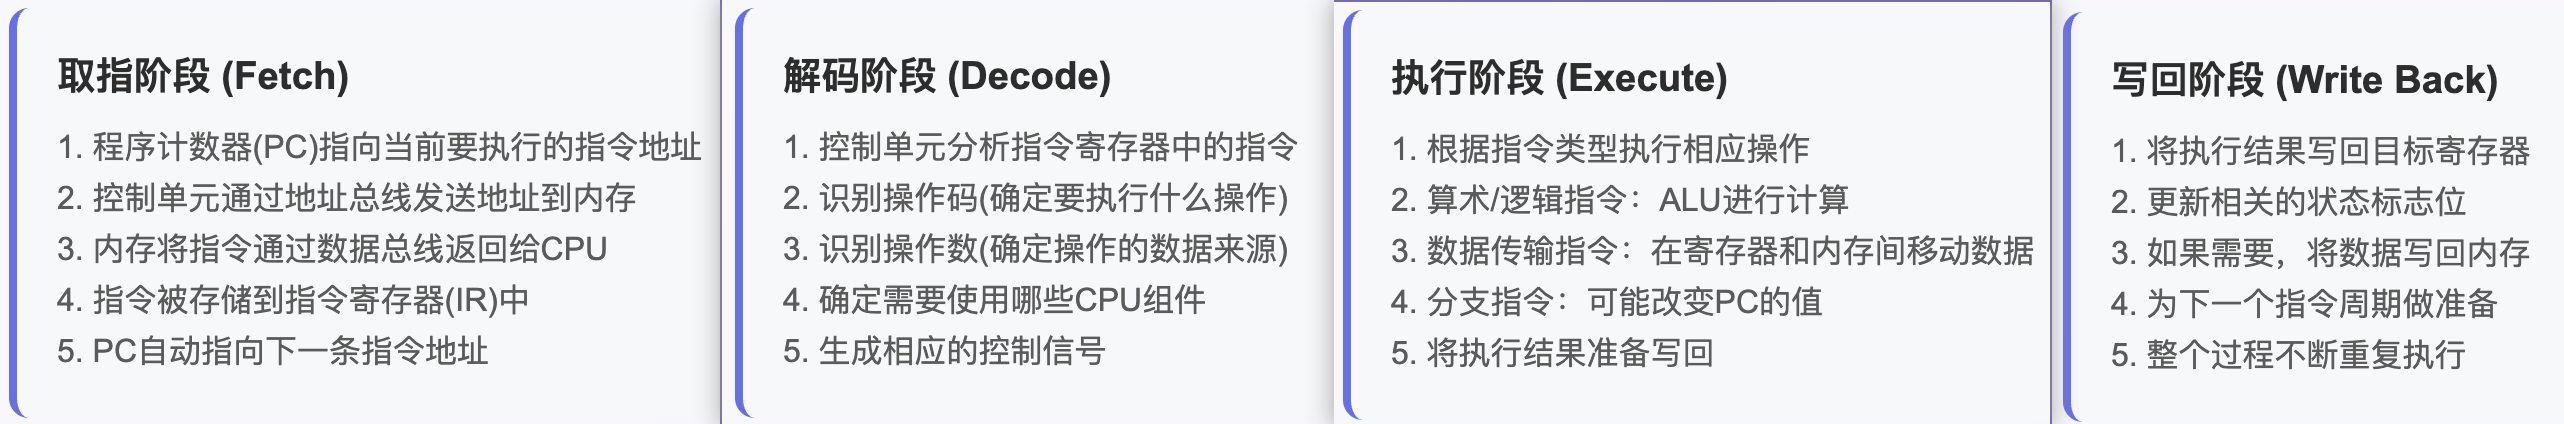 取指阶段 (Fetch)
1. 程序计数器(PC)指向当前要执行的指令地址
2. 控制单元通过地址总线发送地址到内存
3. 内存将指令通过数据总线返回给CPU
4. 指令被存储到指令寄存器(IR)中
5. PC自动指向下一条指令地址
解码阶段 (Decode)
1. 控制单元分析指令寄存器中的指令
2. 识别操作码(确定要执行什么操作)
3. 识别操作数(确定操作的数据来源)
4. 确定需要使用哪些CPU组件
5. 生成相应的控制信号
执行阶段 (Execute)
1. 根据指令类型执行相应操作
2. 算术/逻辑指令：ALU进行计算
3. 数据传输指令：在寄存器和内存间移动数据
4. 分支指令：可能改变PC的值
5. 将执行结果准备写回
写回阶段 (Write Back)
1. 将执行结果写回目标寄存器
2. 更新相关的状态标志位
3. 如果需要，将数据写回内存
4. 为下一个指令周期做准备
5. 整个过程不断重复执行